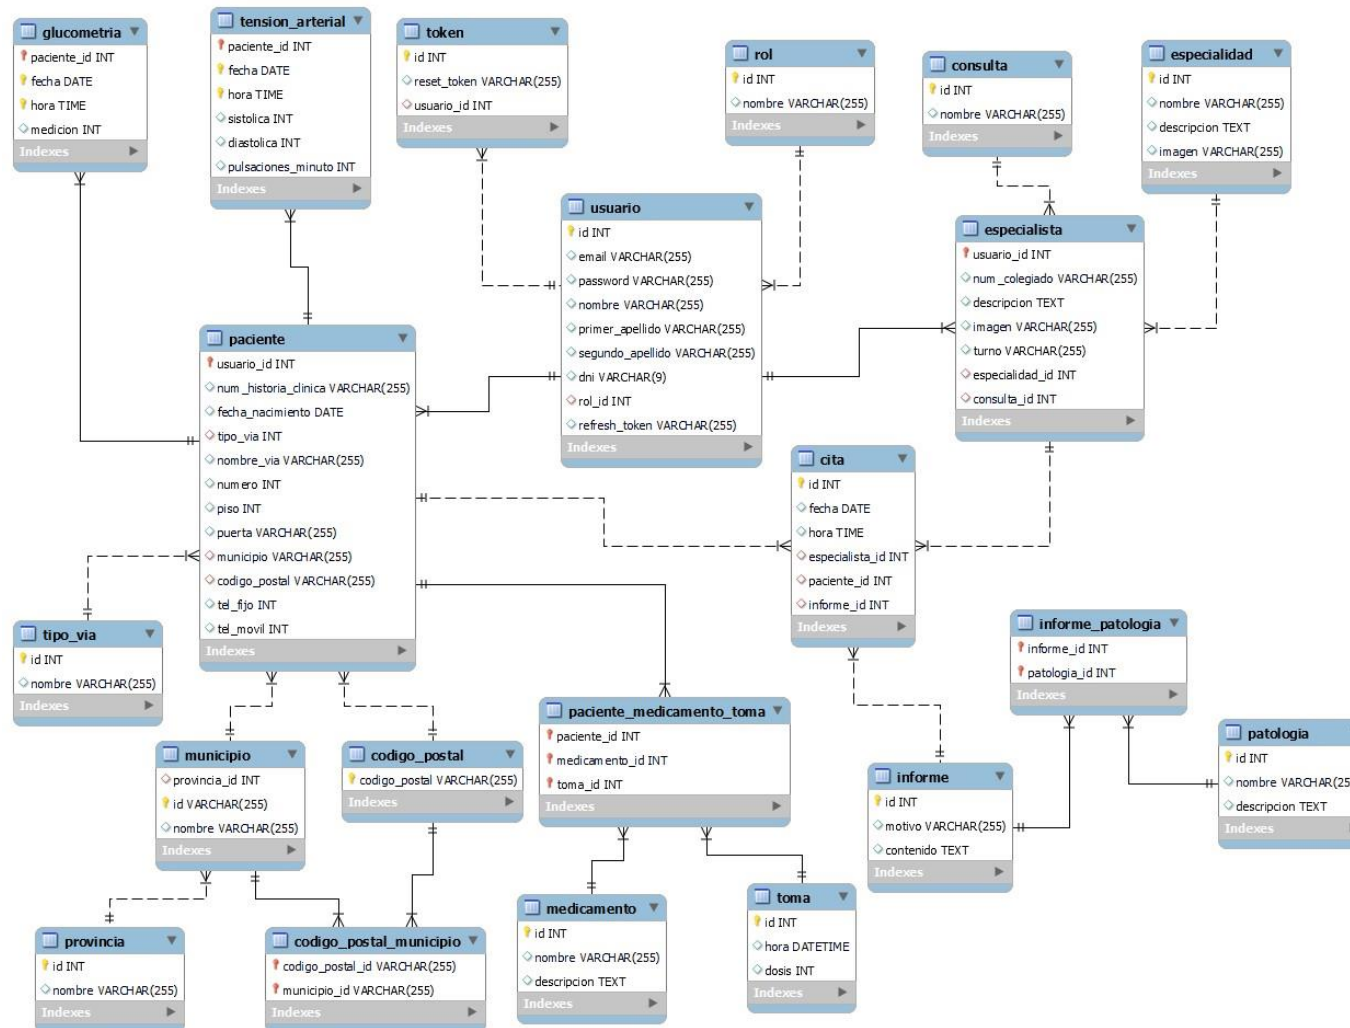 glucometria
paciente_id INT
fecha DATE
hora TIME
medicion INT
Indexes
tension_arterial
paciente_id INT
fecha DATE
hora TIME
sistolica INT
diastolica INT
pulsaciones_minuto INT
Indexes
token
id INT
reset_token VARCHAR(255)
usuario_id INT
Indexes
rol
id INT
nombre VARCHAR(255)
Indexes
consulta
id INT
nombre VARCHAR(255)
Indexes
especialidad
id INT
nombre VARCHAR(255)
descripcion TEXT
imagen VARCHAR(255)
Indexes
usuario
id INT
email VARCHAR(255)
password VARCHAR(255)
nombre VARCHAR(255)
primer_apellido VARCHAR(255)
segundo_apellido VARCHAR(255)
dni VARCHAR(9)
rol_id INT
refresh_token VARCHAR(255)
Indexes
especialista
usuario_id INT
num_colegiado VARCHAR(255)
descripcion TEXT
imagen VARCHAR(255)
turno VARCHAR(255)
especialidad_id INT
consulta_id INT
Indexes
paciente
usuario_id INT
num_historia_clinica VARCHAR(255)
fecha_nacimiento DATE
tipo_via INT
nombre_via VARCHAR(255)
numero INT
piso INT
puerta VARCHAR(255)
municipio VARCHAR(255)
codigo_postal VARCHAR(255)
tel_fijo INT
tel_movil INT
Indexes
cita
id INT
fecha DATE
hora TIME
especialista_id INT
paciente_id INT
informe_id INT
Indexes
tipo_via
id INT
nombre VARCHAR(255)
Indexes
informe_patologia
informe_id INT
patologia_id INT
Indexes
paciente_medicamento_toma
paciente_id INT
medicamento_id INT
toma_id INT
Indexes
municipio
provincia_id INT
id VARCHAR(255)
nombre VARCHAR(255)
Indexes
codigo_postal
codigo_postal VARCHAR(255)
Indexes
patologia
id INT
nombre VARCHAR(25
descripcion TEXT
Indexes
informe
id INT
motivo VARCHAR(255)
contenido TEXT
Indexes
medicamento
id INT
nombre VARCHAR(255)
descripcion TEXT
Indexes
toma
id INT
hora DATETIME
dosis INT
Indexes
provincia
id INT
nombre VARCHAR(255)
Indexes
codigo_postal_municipio
codigo_postal_id VARCHAR(255)
municipio_id VARCHAR(255)
Indexes